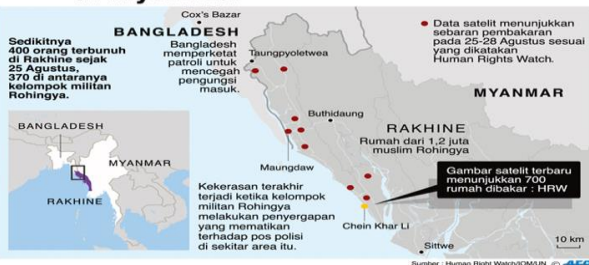 Cox's Bazar
Sedikitnya
400 orang terbunuh
di Rakhine sejak
25 Agustus,
370 di antaranya
kelompok militan
Rohingya.
BANGLADESH
Bangladesh
memperketat
patroli untuk
mencegah
pengungsi
masuk.
Taungpyoletwea
Data satelit menunjukkan
sebaran pembakaran
pada 25-28 Agustus sesuai
yang dikatakan
Human Rights Watch.
MYANMAR
Buthidaung
RAKHINE
Rumah dari 1,2 juta
muslim Rohingya
Maungdaw
BANGLADESH
MYANMAR
RAKHINE
Kekerasan terakhir
terjadi ketika kelompok
militan Rohingya
melakukan penyergapan
yang mematikan
terhadap pos polisi
di sekitar area itu.
Gambar satelit terbaru
menunjukkan 700
rumah dibakar : HRW
Chein Khar Li
Sittwe
10 km
Sumber : Human Right Watch/IOM/UN © AFP